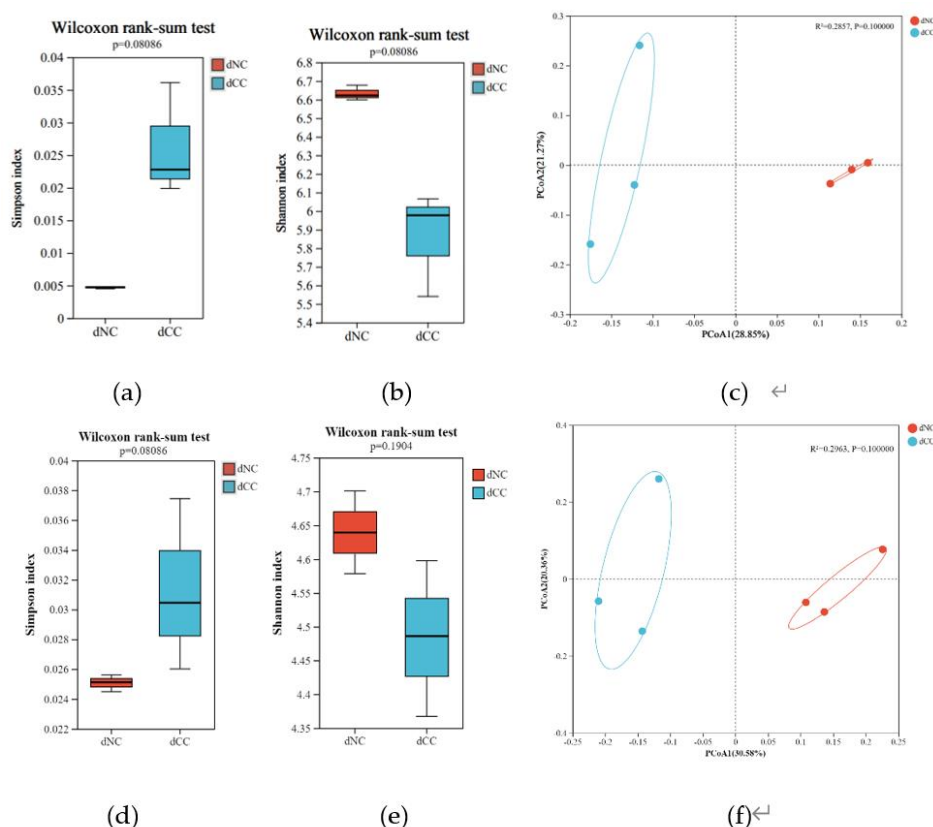 Wilcoxon rank-sum test
p=0.08086
dNC
dCC
Simpson index
0.04
0.035
0.03
0.025
0.02
0.015
0.01
0.005
0
dNC dCC
(a)
Wilcoxon rank-sum test
p=0.08086
dNC
dCC
Shannon index
6.8
6.7
6.6
6.5
6.4
6.3
6.2
6.1
6
5.9
5.8
5.7
5.6
5.5
5.4
dNC dCC
(b)
R²=0.2857, P=0.100000
dNC
dCC
PCoA2(21.27%)
0.3
0.2
0.1
0
-0.1
-0.2
-0.3
-0.2 -0.15 -0.1 -0.05 0 0.05 0.1 0.15 0.2
PCoA1(28.85%)
(c) ↵
Wilcoxon rank-sum test
p=0.08086
dNC
dCC
Simpson index
0.04
0.038
0.036
0.034
0.032
0.03
0.028
0.026
0.024
0.022
dNC dCC
(d)
Wilcoxon rank-sum test
p=0.1904
dNC
dCC
Shannon index
4.75
4.7
4.65
4.6
4.55
4.5
4.45
4.4
4.35
dNC dCC
(e)
R²=0.2963, P=0.100000
dNC
dCC
PCoA2(20.36%)
0.4
0.2
0
0.2
0.4
-0.25 -0.2 -0.15 -0.1 -0.05 0 0.05 0.1 0.15 0.2 0.25
PCoA1(30.58%)
(f)↵